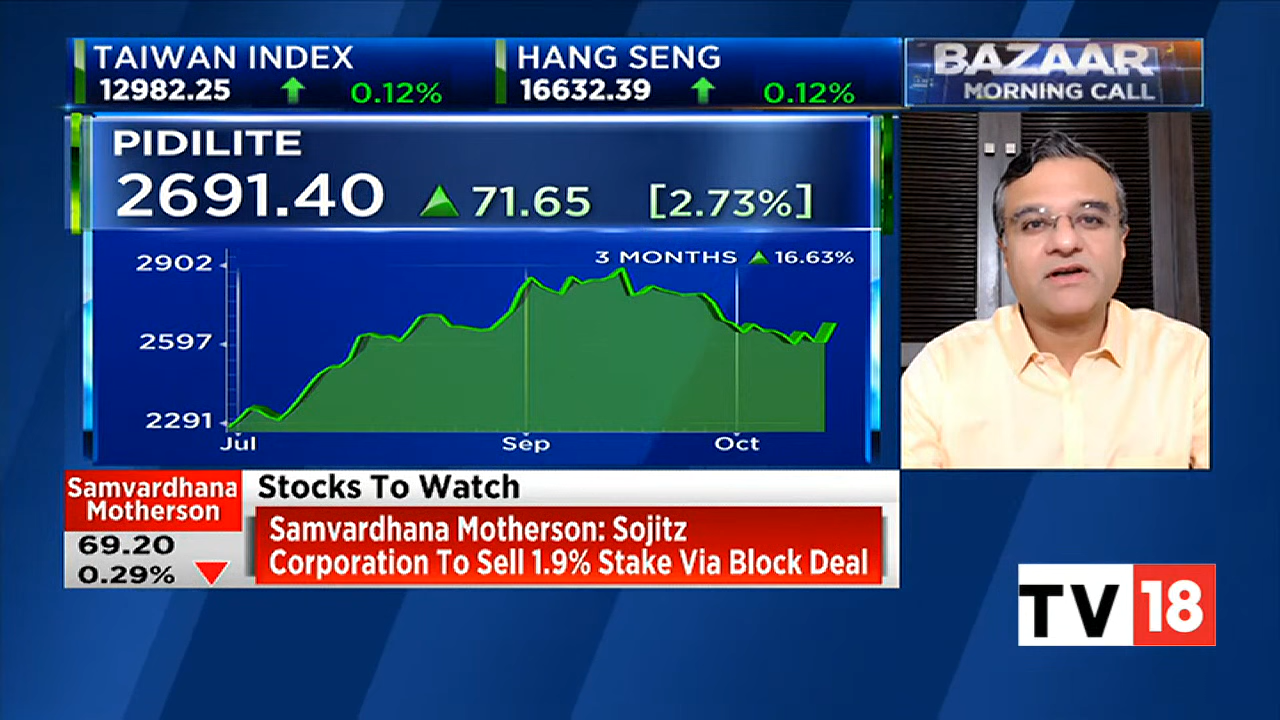 TAIWAN INDEX
12982.25 0.12%
HANG SENG
16632.39 0.12%
BAZAAR
MORNING CALL
PIDILITE
2691.40 71.65 [2.73%]
3 MONTHS 16.63%
2902
2597
2291
Jul Sep Oct
Samvardhana
Motherson
69.20
0.29%
Stocks To Watch
Samvardhana Motherson: Sojitz
Corporation To Sell 1.9% Stake Via Block Deal
TV18